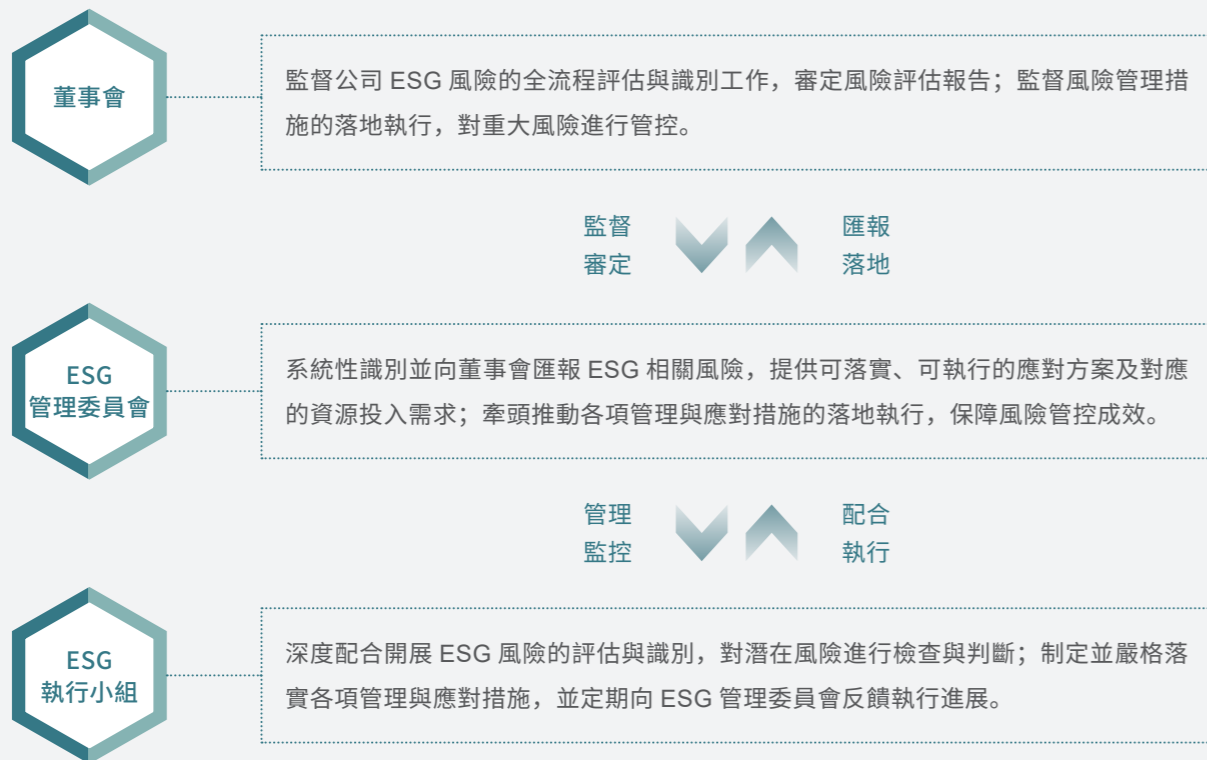 董事會
監督公司 ESG 風險的全流程評估與識別工作，審定風險評估報告；監督風險管理措
施的落地執行，對重大風險進行管控。
監督
審定
匯報
落地
ESG
管理委員會
系統性識別並向董事會匯報 ESG 相關風險，提供可落實、可執行的應對方案及對應
的資源投入需求；牽頭推動各項管理與應對措施的落地執行，保障風險管控成效。
管理
監控
配合
執行
ESG
執行小組
深度配合開展 ESG 風險的評估與識別，對潛在風險進行檢查與判斷；制定並嚴格落
實各項管理與應對措施，並定期向 ESG 管理委員會反饋執行進展。